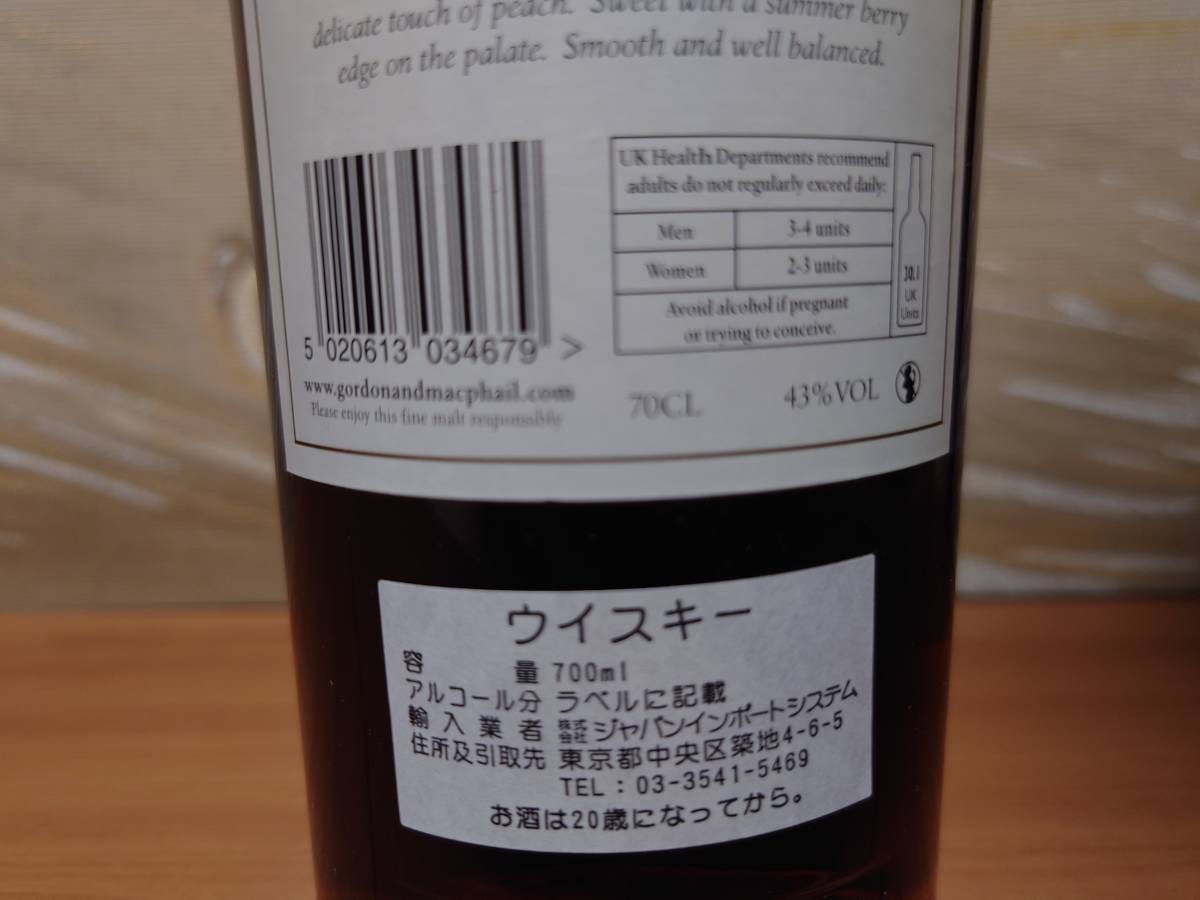 delicate touch of peach. Sweet with a summer berry
edge on the palate. Smooth and well balanced.
UK Health Departments recommend
adults do not regularly exceed daily:
Men 3-4 units
Women 2-3 units
Avoid alcohol if pregnant
or trying to conceive.
30.1
UK
Units
5 020613 034679 >
www.gordonandmacphail.com
Please enjoy this fine malt responsibly
70CL 43%VOL
ウイスキー
容量 700ml
アルコール分 ラベルに記載
輸入業者 株式会社ジャパンインポートシステム
住所及引取先 東京都中央区築地4-6-5
TEL：03-3541-5469
お酒は20歳になってから。